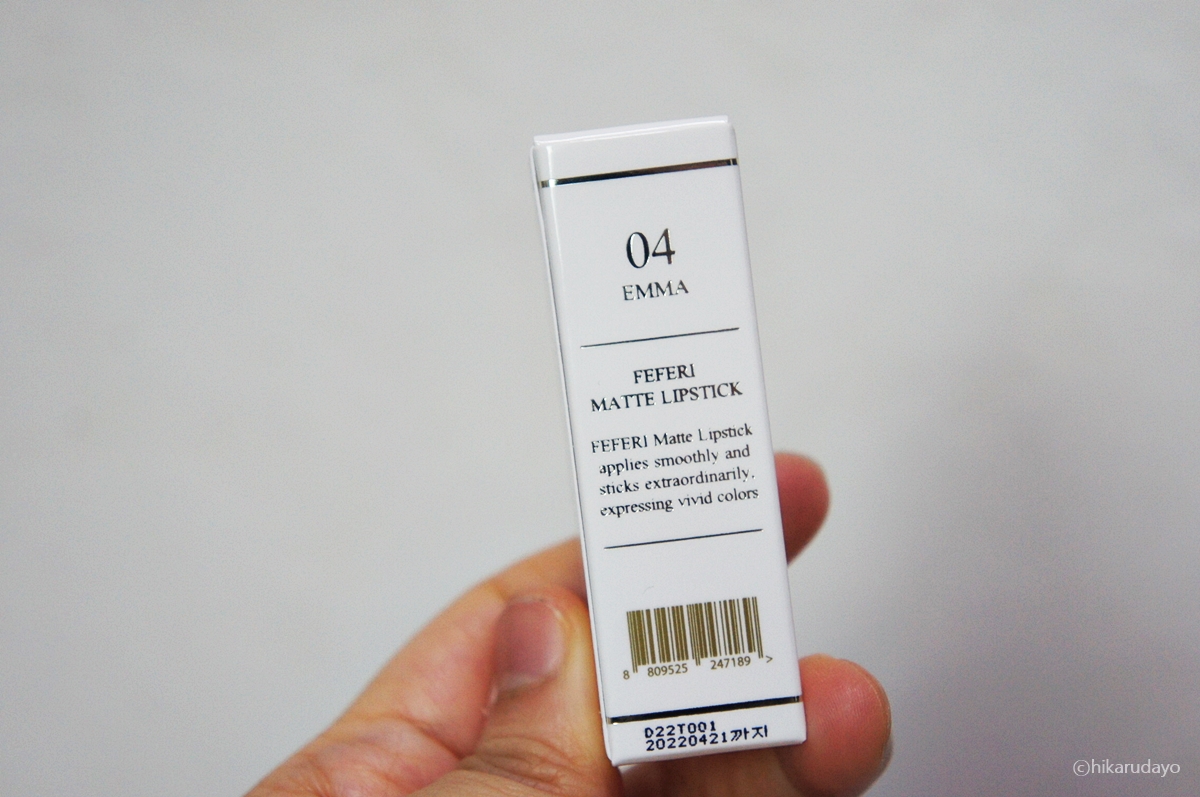 04
EMMA
FEFERI
MATTE LIPSTICK
FEFERI Matte Lipstick
applies smoothly and
sticks extraordinarily,
expressing vivid colors
8 809525 247189 >
D22T001
20220421까지
©hikarudayo